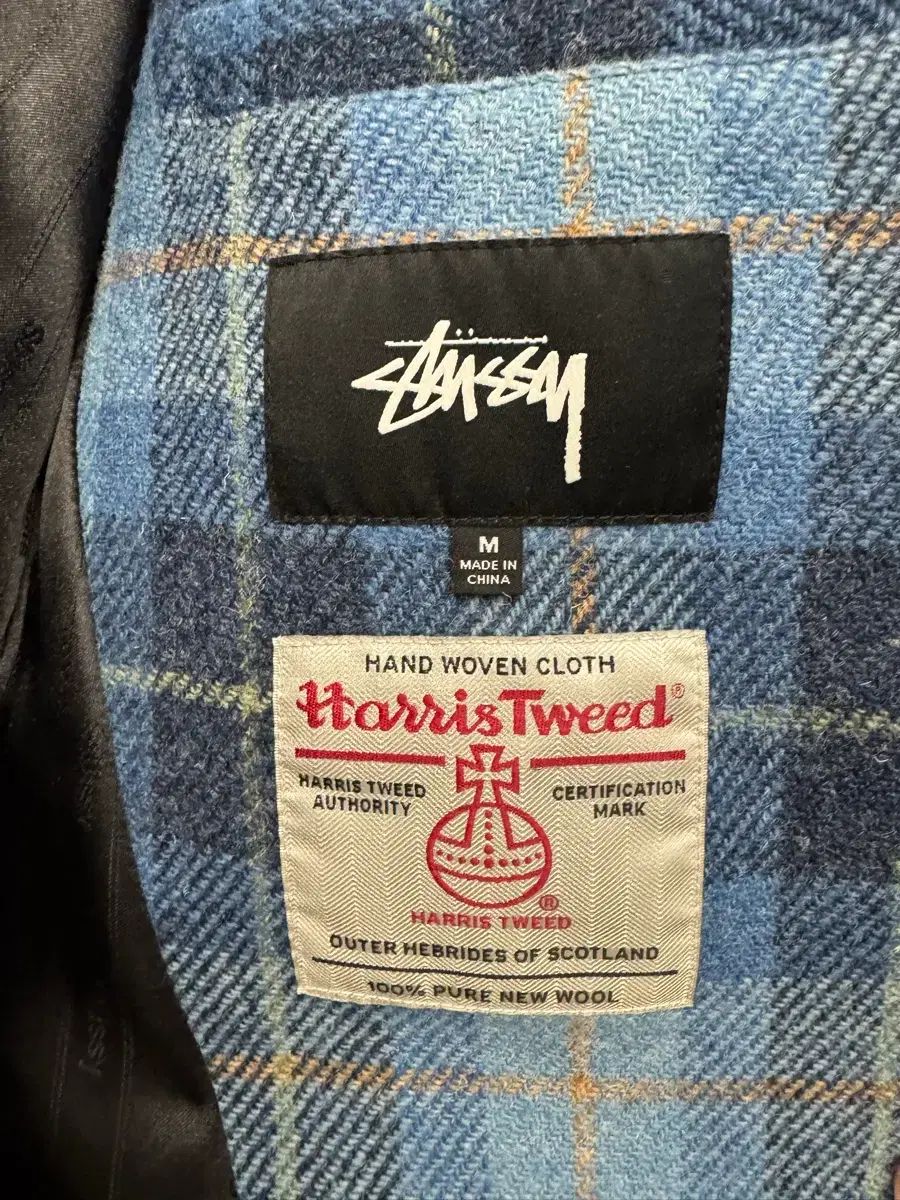 Stüssy
M
MADE IN
CHINA
HAND WOVEN CLOTH
Harris Tweed®
HARRIS TWEED
AUTHORITY
CERTIFICATION
MARK
®
HARRIS TWEED
OUTER HEBRIDES OF SCOTLAND
100% PURE NEW WOOL